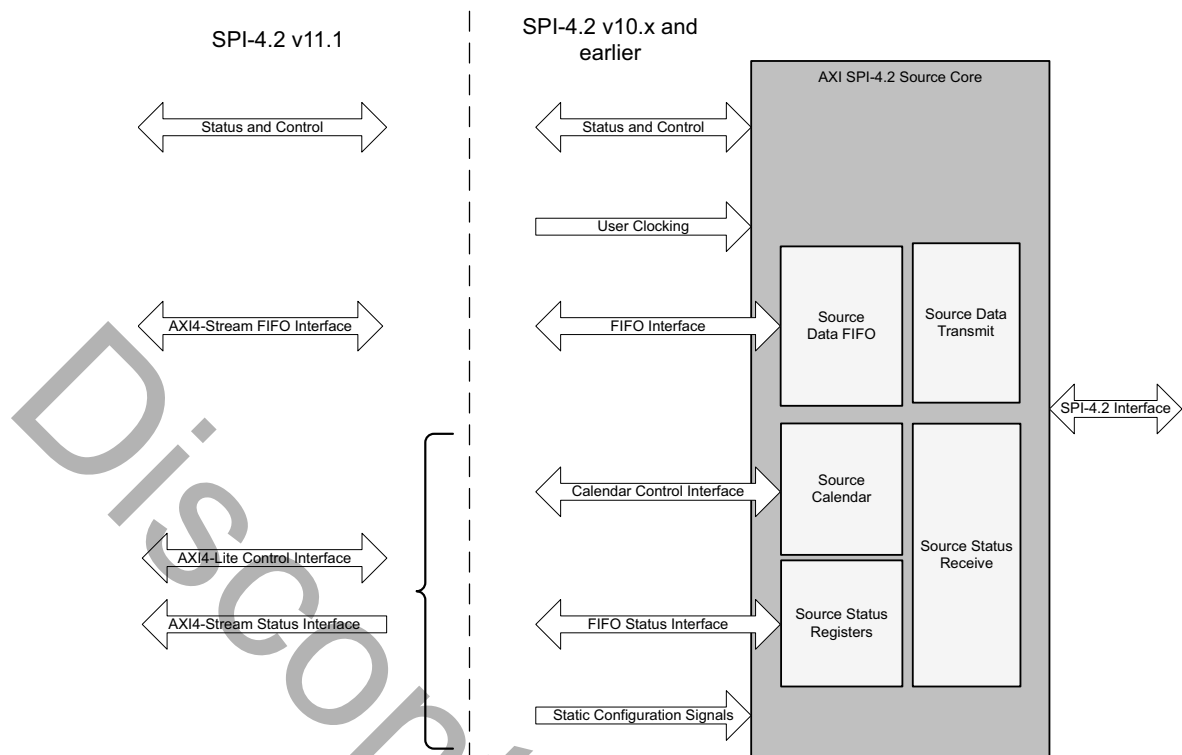 SPI-4.2 v11.1
SPI-4.2 v10.x and
earlier
AXI SPI-4.2 Source Core
Status and Control
Status and Control
User Clocking
AXI4-Stream FIFO Interface
FIFO Interface
Source
Data FIFO
Source Data
Transmit
SPI-4.2 Interface
Calendar Control Interface
Source
Calendar
AXI4-Lite Control Interface
Source Status
Receive
AXI4-Stream Status Interface
FIFO Status Interface
Source Status
Registers
Static Configuration Signals